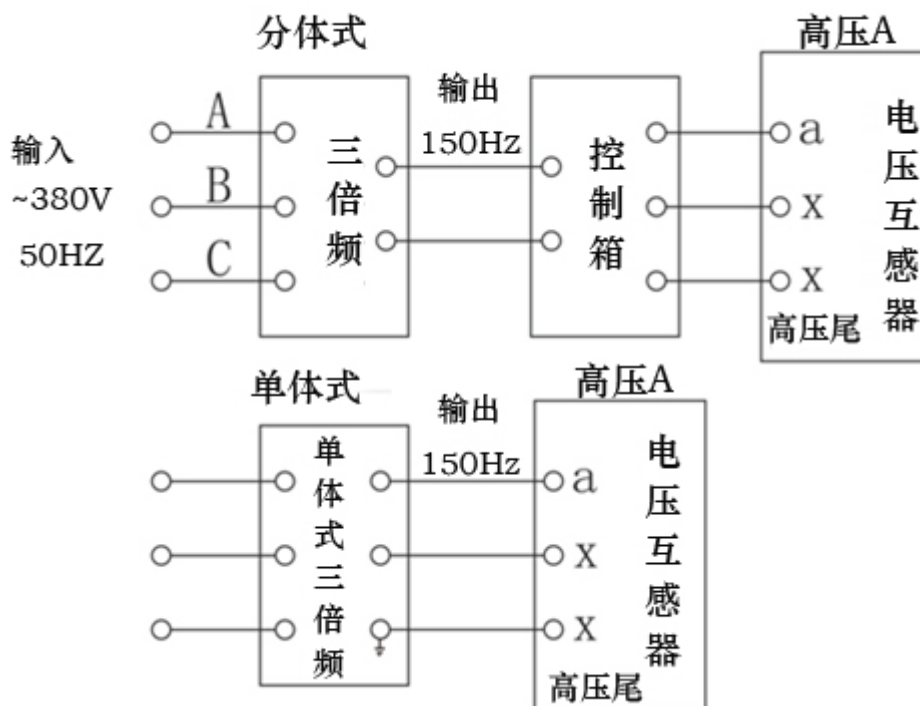 分体式
高压A
输入
~380V
50HZ
A
B
C
三倍频
输出
150Hz
控制箱
a
x
x
电压互感器
高压尾
单体式
高压A
输出
150Hz
单体式三倍频
a
x
x
电压互感器
高压尾